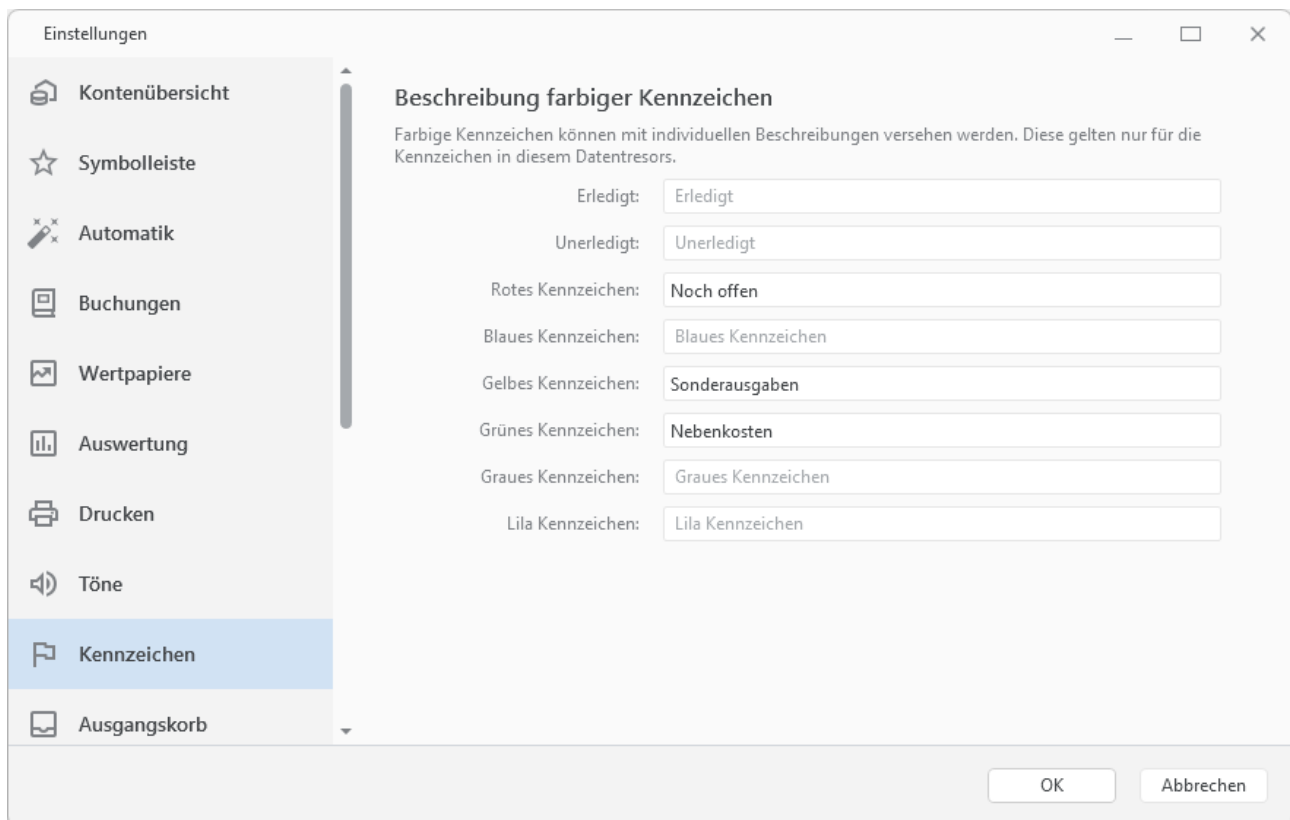 Einstellungen
Kontenübersicht
Symbolleiste
Automatik
Buchungen
Wertpapiere
Auswertung
Drucken
Töne
Kennzeichen
Ausgangskorb
Beschreibung farbiger Kennzeichen
Farbige Kennzeichen können mit individuellen Beschreibungen versehen werden. Diese gelten nur für die
Kennzeichen in diesem Datentresors.
Erledigt: Erledigt
Unerledigt: Unerledigt
Rotes Kennzeichen: Noch offen
Blaues Kennzeichen: Blaues Kennzeichen
Gelbes Kennzeichen: Sonderausgaben
Grünes Kennzeichen: Nebenkosten
Graues Kennzeichen: Graues Kennzeichen
Lila Kennzeichen: Lila Kennzeichen
OK Abbrechen